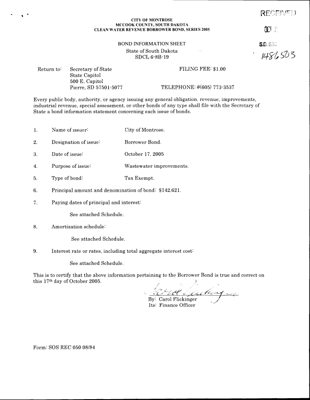 CITY OF MONTROSE
MCCOOK COUNTY, SOUTH DAKOTA
CLEAN WATER REVENUE BORROWER BOND, SERIES 2005
RECEIVED
BOND INFORMATION SHEET
State of South Dakota
SDCL 6-8B-19
1486503
Return to: Secretary of State FILING FEE: $1.00
State Capitol
500 E. Capitol
Pierre, SD 57501-5077 TELEPHONE: #(605) 773-3537
Every public body, authority, or agency issuing any general obligation, revenue, improvements,
industrial revenue, special assessment, or other bonds of any type shall file with the Secretary of
State a bond information statement concerning each issue of bonds.
1. Name of issuer: City of Montrose.
2. Designation of issue: Borrower Bond.
3. Date of issue: October 17, 2005
4. Purpose of issue: Wastewater improvements.
5. Type of bond: Tax Exempt.
6. Principal amount and denomination of bond: $142,621.
7. Paying dates of principal and interest:
See attached Schedule.
8. Amortization schedule:
See attached Schedule.
9. Interest rate or rates, including total aggregate interest cost:
See attached Schedule.
This is to certify that the above information pertaining to the Borrower Bond is true and correct on
this 17th day of October 2005.
By: Carol Flickinger
Its: Finance Officer
Form: SOS REC 050 08/84